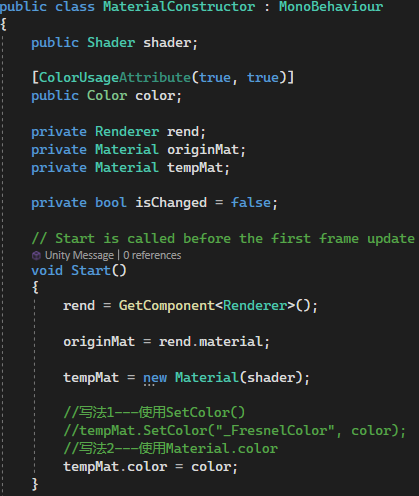 public class MaterialConstructor : MonoBehaviour
{
public Shader shader;
[ColorUsageAttribute(true, true)]
public Color color;
private Renderer rend;
private Material originMat;
private Material tempMat;
private bool isChanged = false;
// Start is called before the first frame update
Unity Message | 0 references
void Start()
{
rend = GetComponent<Renderer>();
originMat = rend.material;
tempMat = new Material(shader);
//写法1---使用SetColor()
//tempMat.SetColor("_FresnelColor", color);
//写法2---使用Material.color
tempMat.color = color;
}